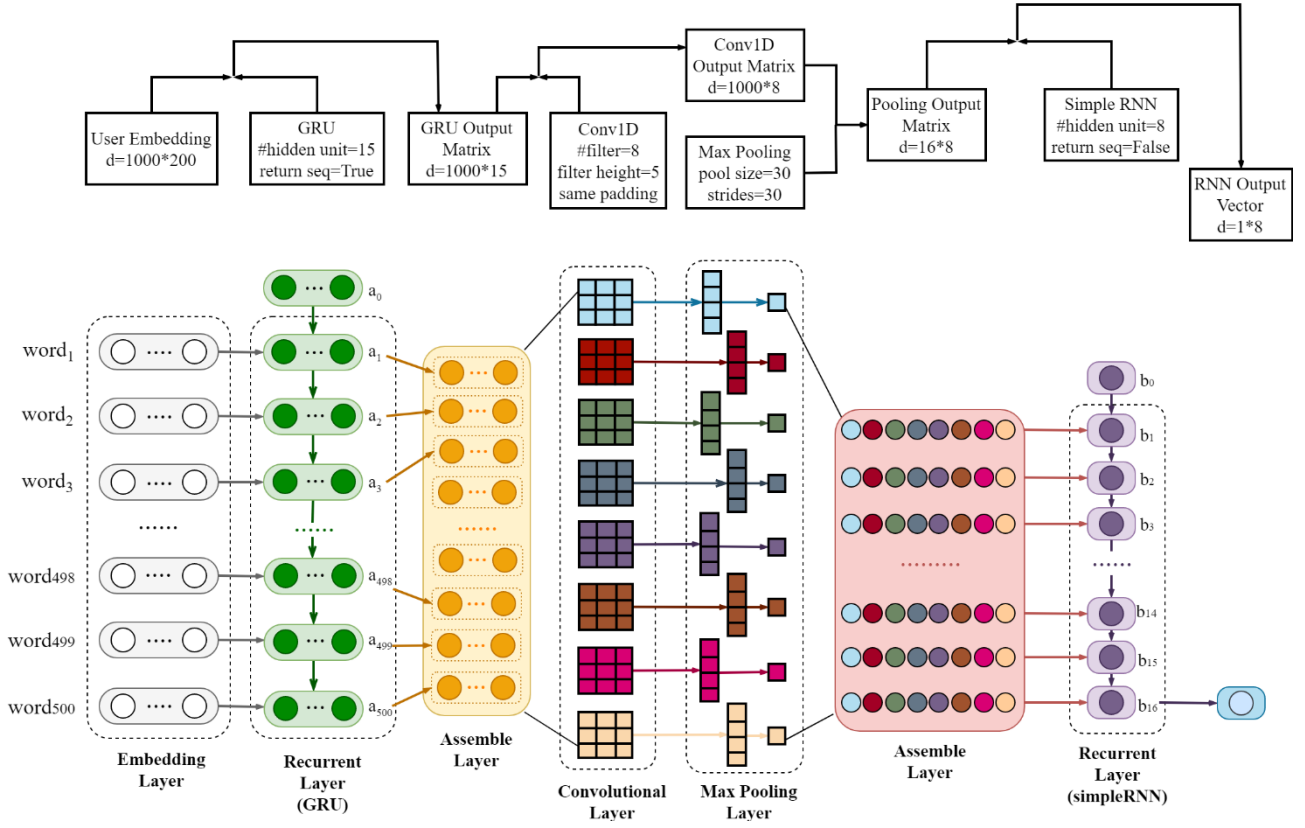 User Embedding
d=1000*200
GRU
#hidden unit=15
return seq=True
GRU Output
Matrix
d=1000*15
Conv1D
#filter=8
filter height=5
same padding
Conv1D
Output Matrix
d=1000*8
Max Pooling
pool size=30
strides=30
Pooling Output
Matrix
d=16*8
Simple RNN
#hidden unit=8
return seq=False
RNN Output
Vector
d=1*8
a0
word1
.... 
... 
a1
word2
.... 
... 
a2
word3
.... 
... 
a3
......
word498
.... 
... 
a498
word499
.... 
... 
a499
word500
.... 
... 
a500
b0
b1
b2
b3
......
b14
b15
b16
Embedding
Layer
Recurrent
Layer
(GRU)
Assemble
Layer
Convolutional
Layer
Max Pooling
Layer
Assemble
Layer
Recurrent
Layer
(simpleRNN)